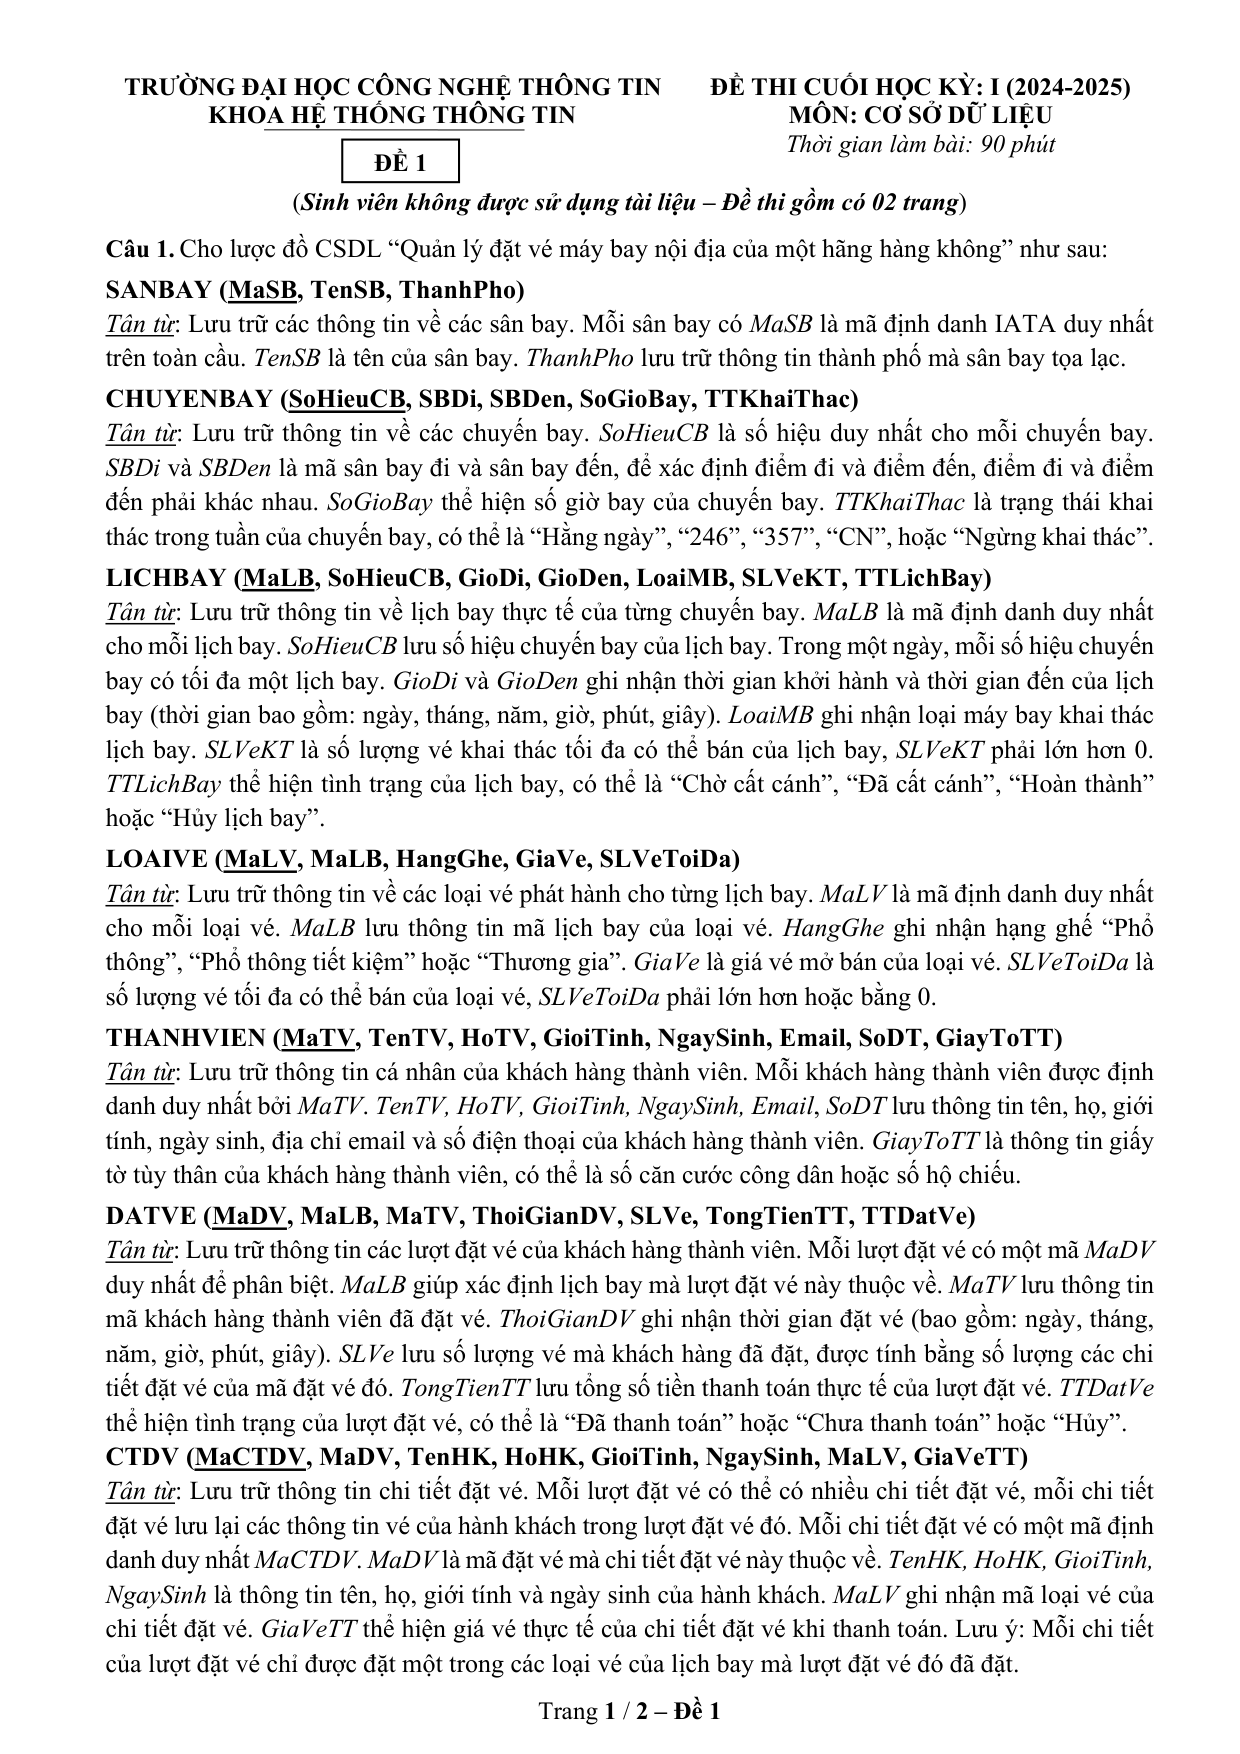 TRƯỜNG ĐẠI HỌC CÔNG NGHỆ THÔNG TIN
KHOA HỆ THỐNG THÔNG TIN
ĐỀ 1
ĐỀ THI CUỐI HỌC KỲ: I (2024-2025)
MÔN: CƠ SỞ DỮ LIỆU
Thời gian làm bài: 90 phút
(Sinh viên không được sử dụng tài liệu – Đề thi gồm có 02 trang)
Câu 1. Cho lược đồ CSDL “Quản lý đặt vé máy bay nội địa của một hãng hàng không” như sau:
SANBAY (MaSB, TenSB, ThanhPho)
Tân từ: Lưu trữ các thông tin về các sân bay. Mỗi sân bay có MaSB là mã định danh IATA duy nhất
trên toàn cầu. TenSB là tên của sân bay. ThanhPho lưu trữ thông tin thành phố mà sân bay tọa lạc.
CHUYENBAY (SoHieuCB, SBDi, SBDen, SoGioBay, TTKhaiThac)
Tân từ: Lưu trữ thông tin về các chuyến bay. SoHieuCB là số hiệu duy nhất cho mỗi chuyến bay.
SBDi và SBDen là mã sân bay đi và sân bay đến, để xác định điểm đi và điểm đến, điểm đi và điểm
đến phải khác nhau. SoGioBay thể hiện số giờ bay của chuyến bay. TTKhaiThac là trạng thái khai
thác trong tuần của chuyến bay, có thể là “Hằng ngày”, “246”, “357”, “CN”, hoặc “Ngừng khai thác”.
LICHBAY (MaLB, SoHieuCB, GioDi, GioDen, LoaiMB, SLVeKT, TTLichBay)
Tân từ: Lưu trữ thông tin về lịch bay thực tế của từng chuyến bay. MaLB là mã định danh duy nhất
cho mỗi lịch bay. SoHieuCB lưu số hiệu chuyến bay của lịch bay. Trong một ngày, mỗi số hiệu chuyến
bay có tối đa một lịch bay. GioDi và GioDen ghi nhận thời gian khởi hành và thời gian đến của lịch
bay (thời gian bao gồm: ngày, tháng, năm, giờ, phút, giây). LoaiMB ghi nhận loại máy bay khai thác
lịch bay. SLVeKT là số lượng vé khai thác tối đa có thể bán của lịch bay, SLVeKT phải lớn hơn 0.
TTLichBay thể hiện tình trạng của lịch bay, có thể là “Chờ cất cánh”, “Đã cất cánh”, “Hoàn thành”
hoặc “Hủy lịch bay”.
LOAIVE (MaLV, MaLB, HangGhe, GiaVe, SLVeToiDa)
Tân từ: Lưu trữ thông tin về các loại vé phát hành cho từng lịch bay. MaLV là mã định danh duy nhất
cho mỗi loại vé. MaLB lưu thông tin mã lịch bay của loại vé. HangGhe ghi nhận hạng ghế “Phổ
thông”, “Phổ thông tiết kiệm” hoặc “Thương gia”. GiaVe là giá vé mở bán của loại vé. SLVeToiDa là
số lượng vé tối đa có thể bán của loại vé, SLVeToiDa phải lớn hơn hoặc bằng 0.
THANHVIEN (MaTV, TenTV, HoTV, GioiTinh, NgaySinh, Email, SoDT, GiayToTT)
Tân từ: Lưu trữ thông tin cá nhân của khách hàng thành viên. Mỗi khách hàng thành viên được định
danh duy nhất bởi MaTV. TenTV, HoTV, GioiTinh, NgaySinh, Email, SoDT lưu thông tin tên, họ, giới
tính, ngày sinh, địa chỉ email và số điện thoại của khách hàng thành viên. GiayToTT là thông tin giấy
tờ tùy thân của khách hàng thành viên, có thể là số căn cước công dân hoặc số hộ chiếu.
DATVE (MaDV, MaLB, MaTV, ThoiGianDV, SLVe, TongTienTT, TTDatVe)
Tân từ: Lưu trữ thông tin các lượt đặt vé của khách hàng thành viên. Mỗi lượt đặt vé có một mã MaDV
duy nhất để phân biệt. MaLB giúp xác định lịch bay mà lượt đặt vé này thuộc về. MaTV lưu thông tin
mã khách hàng thành viên đã đặt vé. ThoiGianDV ghi nhận thời gian đặt vé (bao gồm: ngày, tháng,
năm, giờ, phút, giây). SLVe lưu số lượng vé mà khách hàng đã đặt, được tính bằng số lượng các chi
tiết đặt vé của mã đặt vé đó. TongTienTT lưu tổng số tiền thanh toán thực tế của lượt đặt vé. TTDatVe
thể hiện tình trạng của lượt đặt vé, có thể là “Đã thanh toán” hoặc “Chưa thanh toán” hoặc “Hủy”.
CTDV (MaCTDV, MaDV, TenHK, HoHK, GioiTinh, NgaySinh, MaLV, GiaVeTT)
Tân từ: Lưu trữ thông tin chi tiết đặt vé. Mỗi lượt đặt vé có thể có nhiều chi tiết đặt vé, mỗi chi tiết
đặt vé lưu lại các thông tin vé của hành khách trong lượt đặt vé đó. Mỗi chi tiết đặt vé có một mã định
danh duy nhất MaCTDV. MaDV là mã đặt vé mà chi tiết đặt vé này thuộc về. TenHK, HoHK, GioiTinh,
NgaySinh là thông tin tên, họ, giới tính và ngày sinh của hành khách. MaLV ghi nhận mã loại vé của
chi tiết đặt vé. GiaVeTT thể hiện giá vé thực tế của chi tiết đặt vé khi thanh toán. Lưu ý: Mỗi chi tiết
của lượt đặt vé chỉ được đặt một trong các loại vé của lịch bay mà lượt đặt vé đó đã đặt.
Trang 1 / 2 – Đề 1